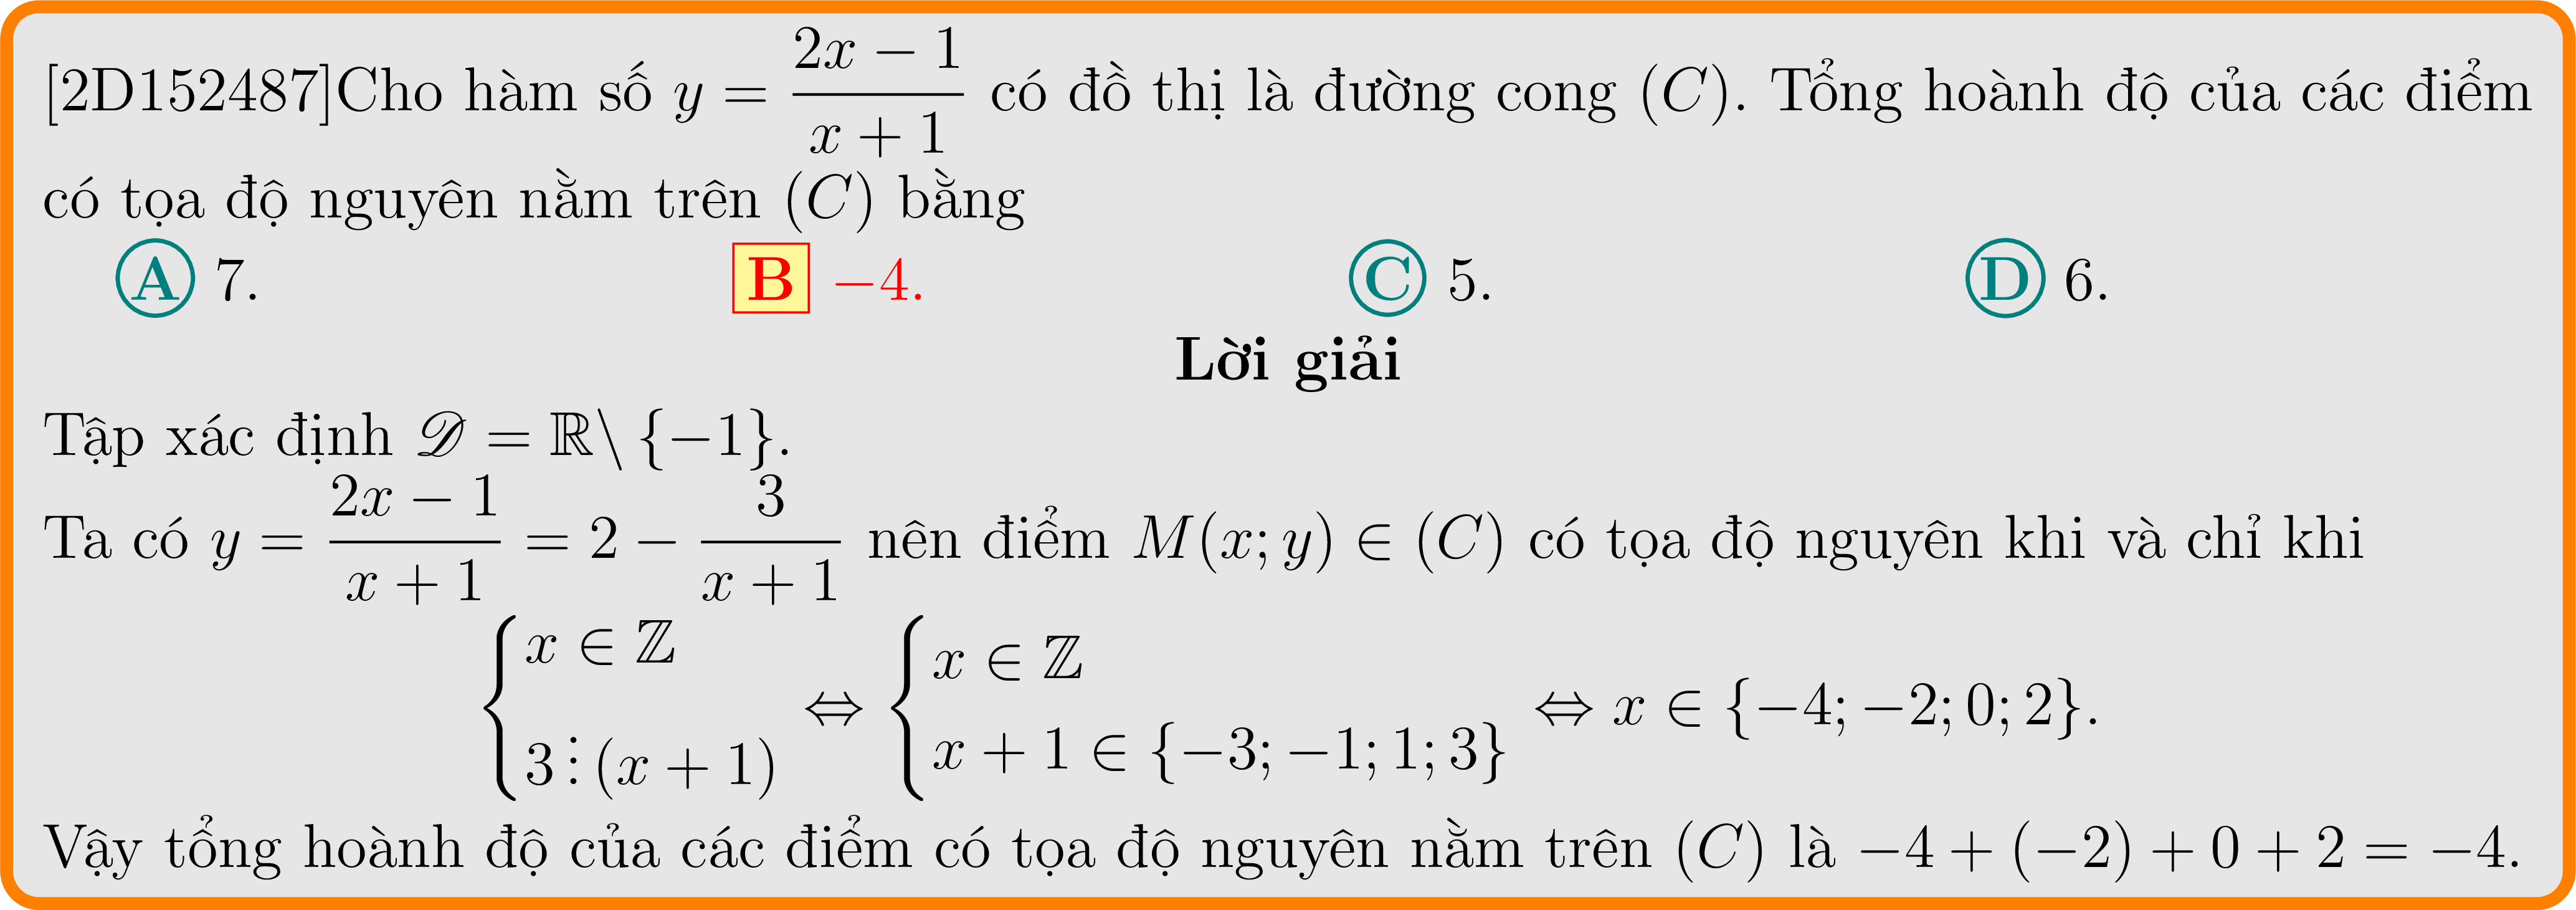 [2D152487]Cho hàm số $y = \dfrac{2x-1}{x+1}$ có đồ thị là đường cong $(C)$. Tổng hoành độ của các điểm
có tọa độ nguyên nằm trên $(C)$ bằng
A 7. B −4. C 5. D 6.
Lời giải
Tập xác định $\mathscr{D} = \mathbb{R} \backslash \{-1\}$.
Ta có $y = \dfrac{2x-1}{x+1} = 2 - \dfrac{3}{x+1}$ nên điểm $M(x; y) \in (C)$ có tọa độ nguyên khi và chỉ khi
$\begin{cases} x \in \mathbb{Z} \\ 3 \,\vdots\, (x+1) \end{cases} \Leftrightarrow \begin{cases} x \in \mathbb{Z} \\ x+1 \in \{-3; -1; 1; 3\} \end{cases} \Leftrightarrow x \in \{-4; -2; 0; 2\}.$
Vậy tổng hoành độ của các điểm có tọa độ nguyên nằm trên $(C)$ là $-4 + (-2) + 0 + 2 = -4$.